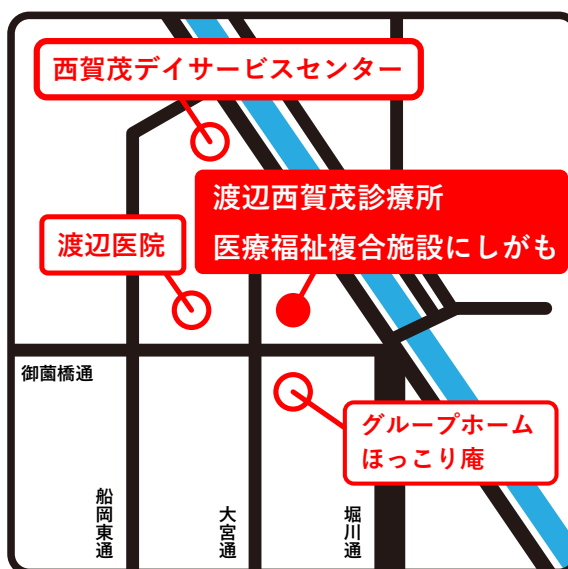 西賀茂デイサービスセンター
渡辺西賀茂診療所
医療福祉複合施設にしがも
渡辺医院
御薗橋通
グループホーム
ほっこり庵
船岡東通
大宮通
堀川通